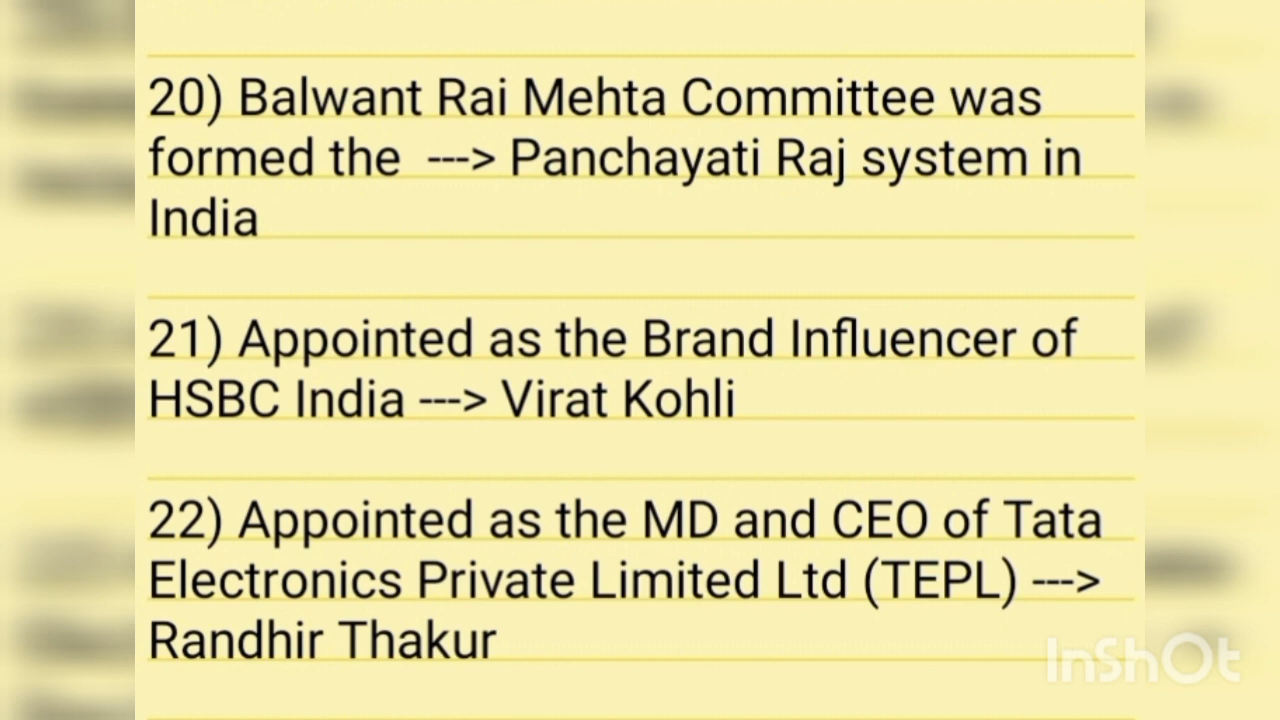 20) Balwant Rai Mehta Committee was
formed the ---> Panchayati Raj system in
India
21) Appointed as the Brand Influencer of
HSBC India ---> Virat Kohli
22) Appointed as the MD and CEO of Tata
Electronics Private Limited Ltd (TEPL) --->
Randhir Thakur
InShOt